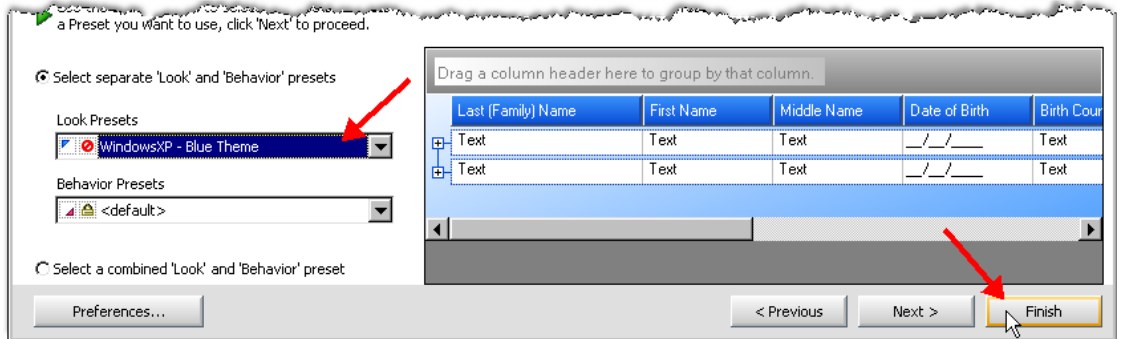 a Preset you want to use, click 'Next' to proceed.
Select separate 'Look' and 'Behavior' presets
Look Presets
WindowsXP - Blue Theme
Behavior Presets
<default>
Select a combined 'Look' and 'Behavior' preset
Drag a column header here to group by that column.
Last (Family) Name First Name Middle Name Date of Birth Birth Cour
Text Text Text __/__/____ Text
Text Text Text __/__/____ Text
Preferences... < Previous Next > Finish